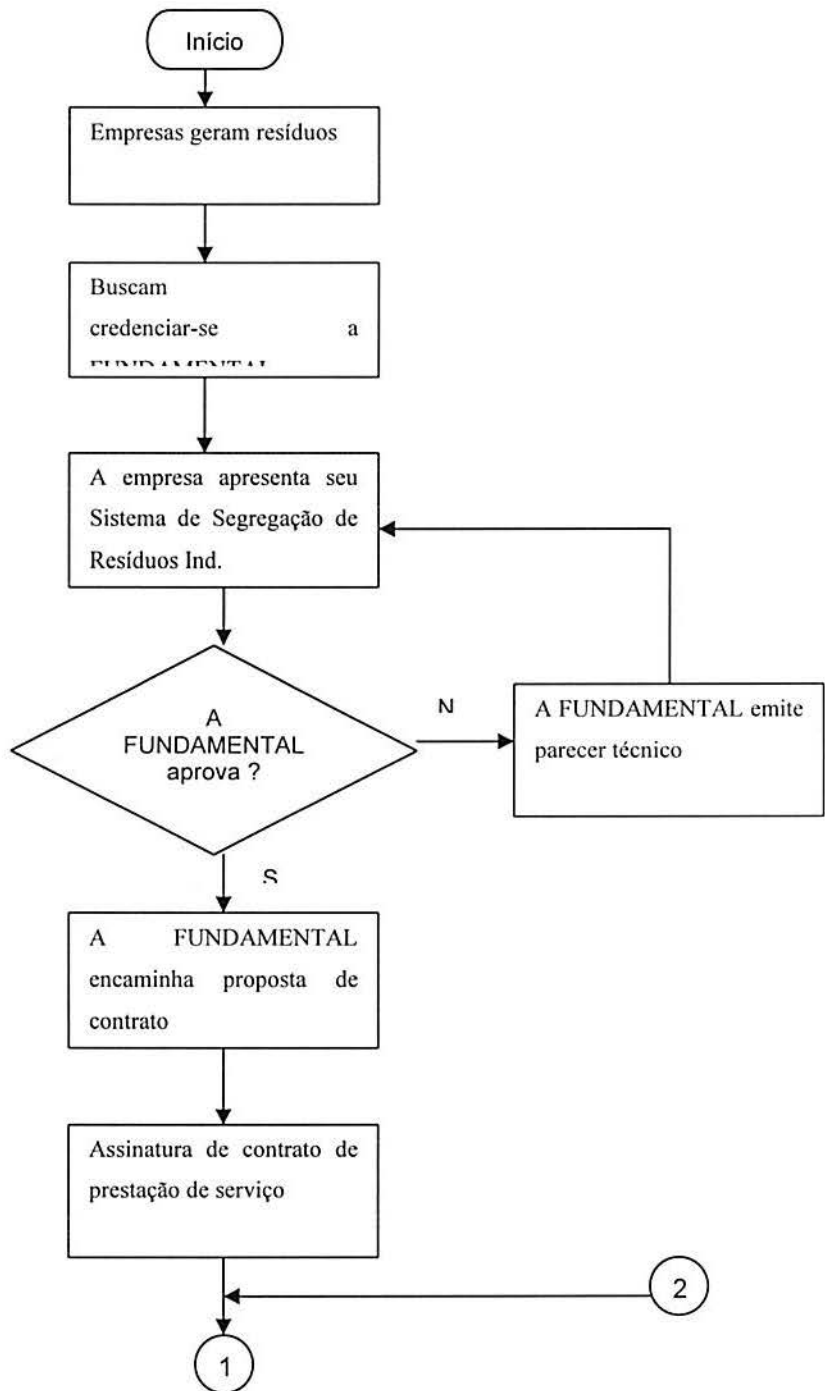 Início
Empresas geram resíduos
Buscam
credenciar-se a
FUNDAMENTAL
A empresa apresenta seu
Sistema de Segregação de
Resíduos Ind.
A
FUNDAMENTAL
aprova ?
N
A FUNDAMENTAL emite
parecer técnico
S
A FUNDAMENTAL
encaminha proposta de
contrato
Assinatura de contrato de
prestação de serviço
2
1